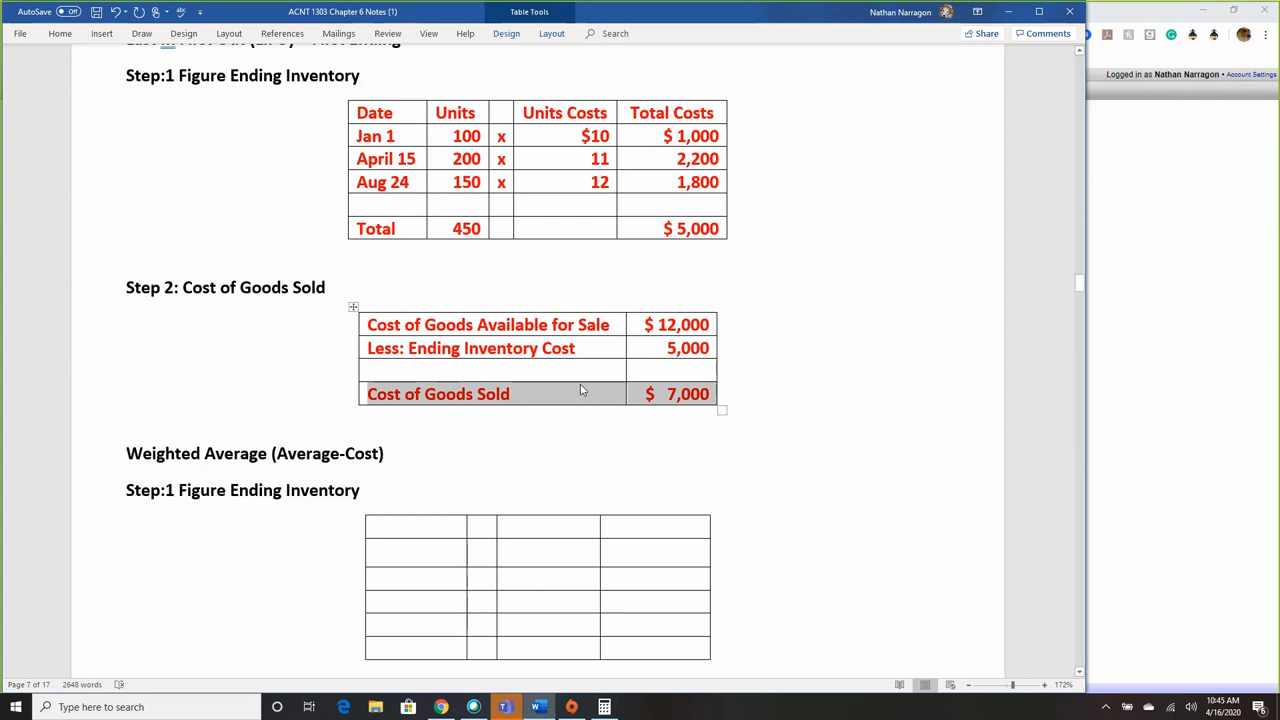 AutoSave Off ACNT 1303 Chapter 6 Notes (1) Table Tools Nathan Narragon
File Home Insert Draw Design Layout References Mailings Review View Help Design Layout Search Share Comments
Logged in as Nathan Narragon • Account Settings
Step:1 Figure Ending Inventory
Date Units Units Costs Total Costs
Jan 1 100 x $10 $ 1,000
April 15 200 x 11 2,200
Aug 24 150 x 12 1,800
Total 450 $ 5,000
Step 2: Cost of Goods Sold
Cost of Goods Available for Sale $ 12,000
Less: Ending Inventory Cost 5,000
Cost of Goods Sold $ 7,000
Weighted Average (Average-Cost)
Step:1 Figure Ending Inventory
Page 7 of 17 2648 words 172%
Type here to search 10:45 AM
4/16/2020